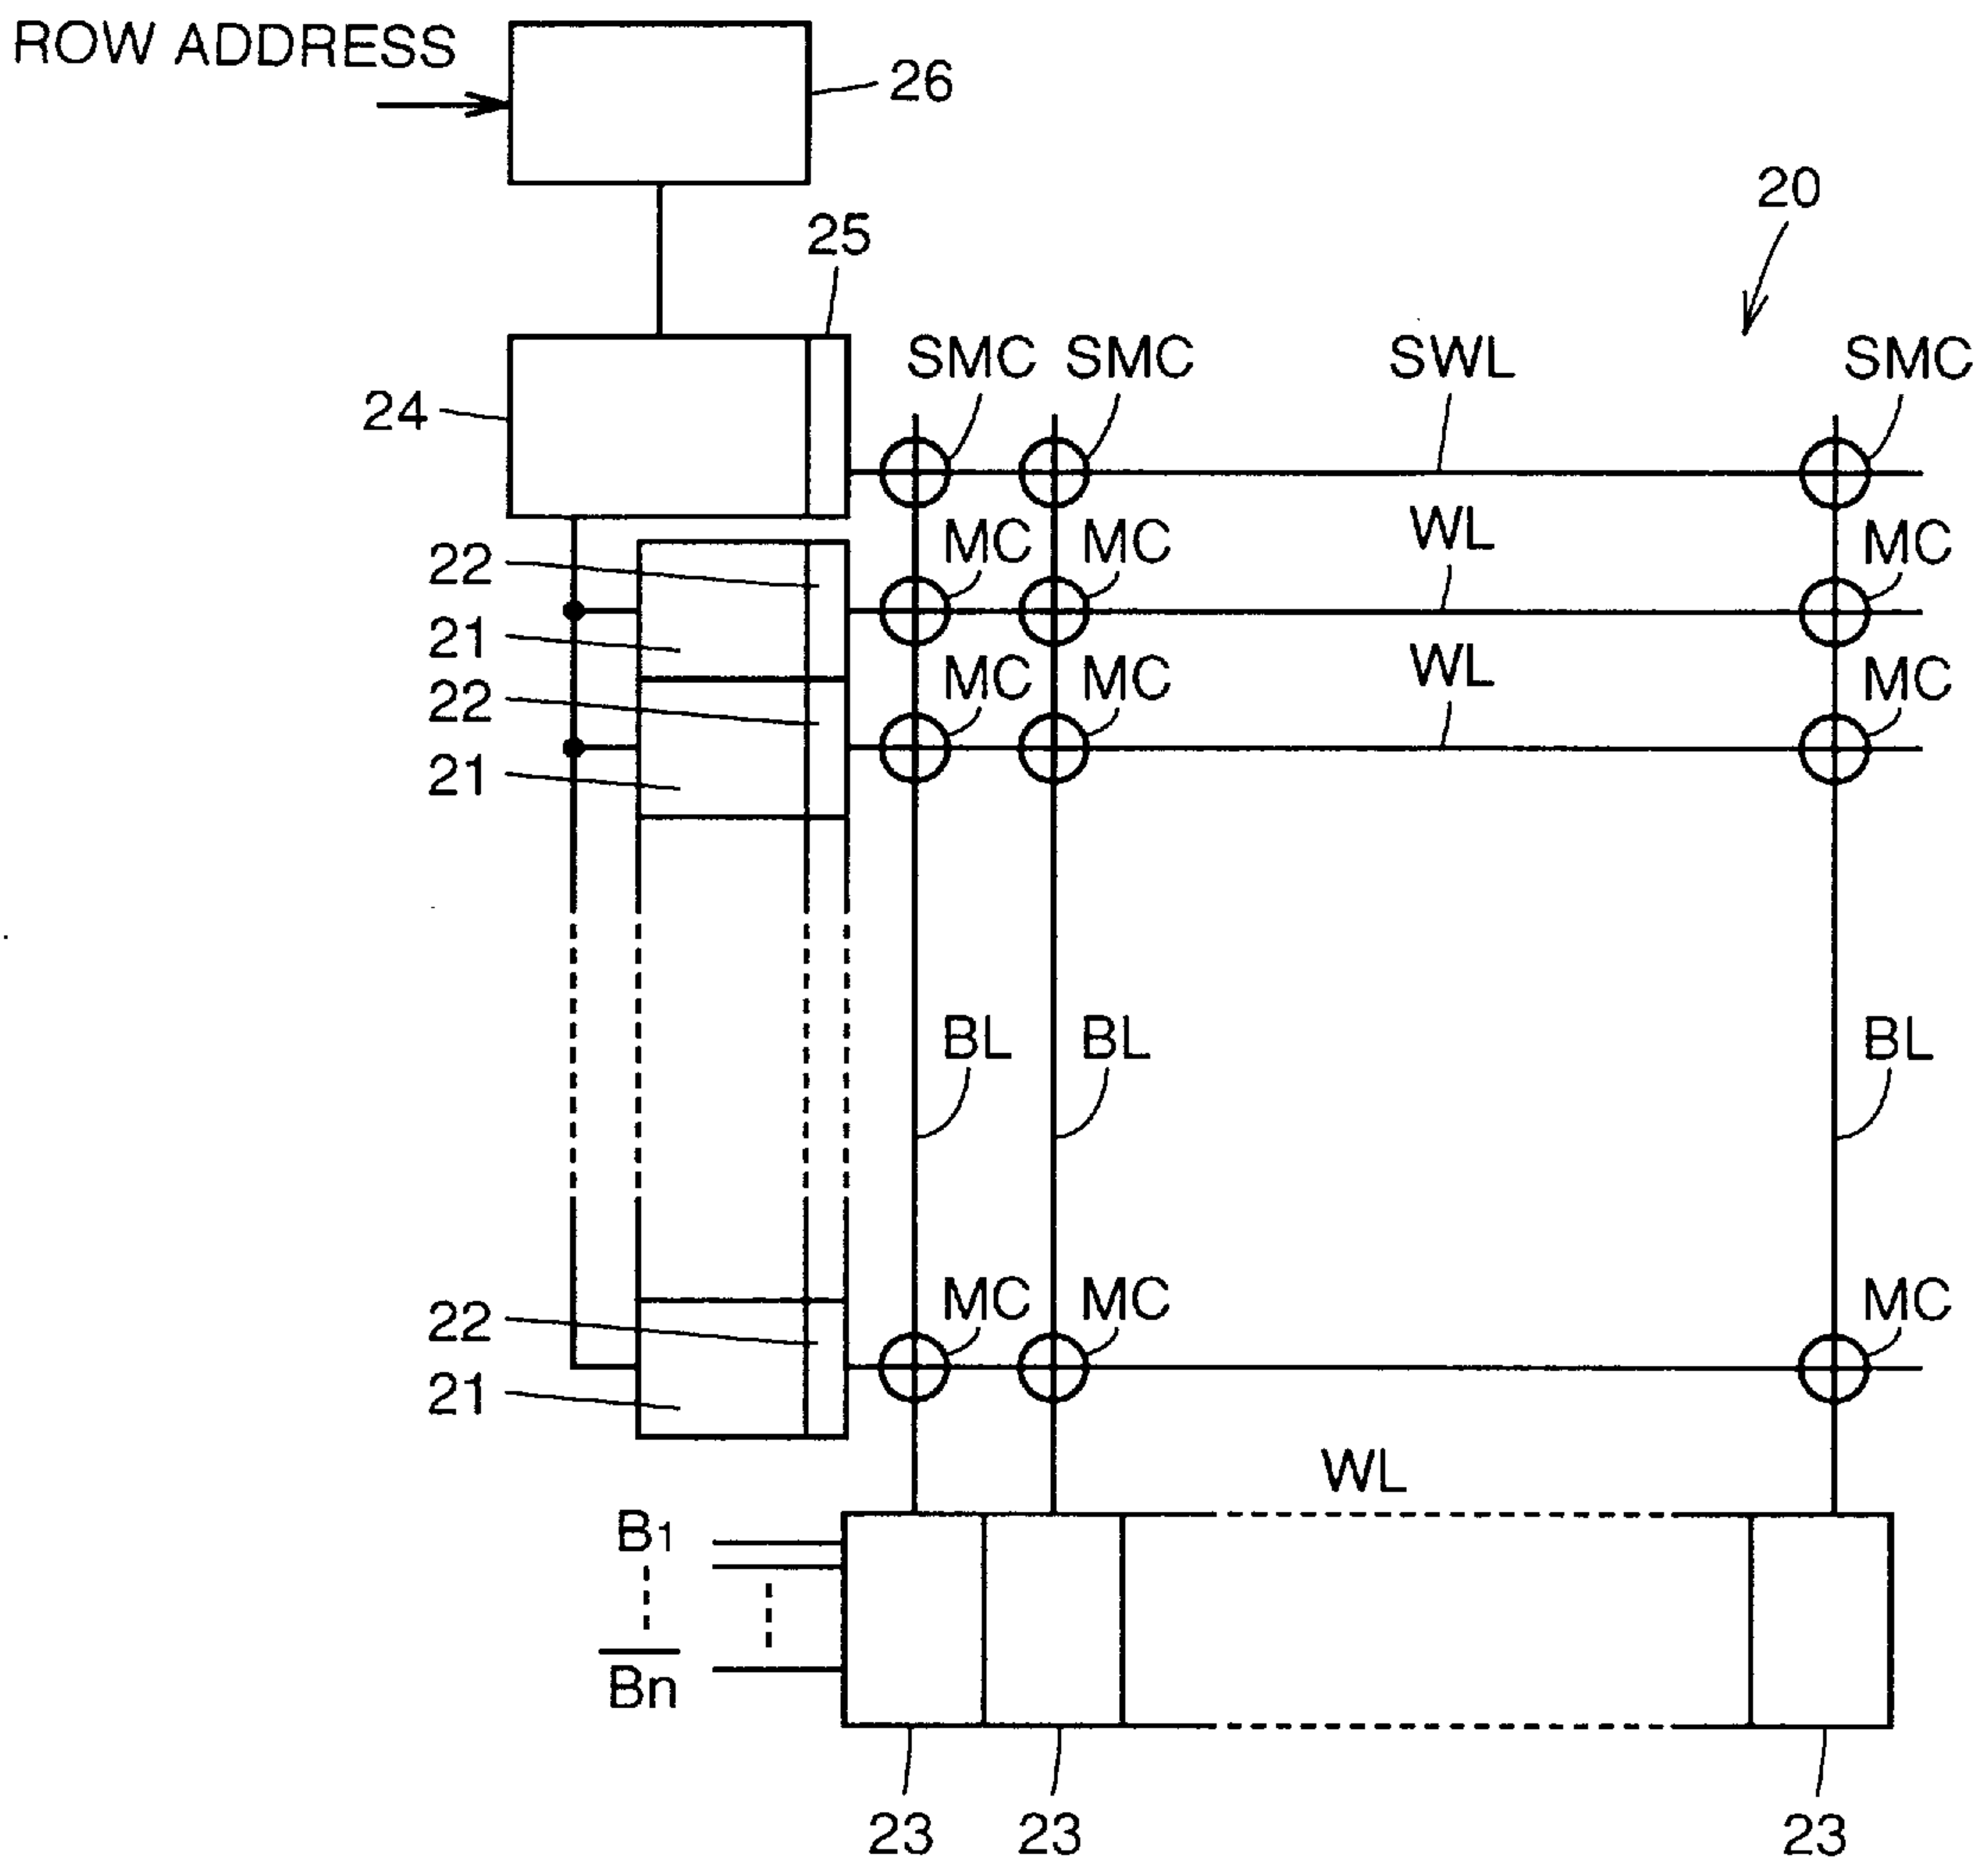 ROW ADDRESS
26
20
25
SMC SMC SWL SMC
24
MC MC WL MC
22
21
MC MC WL MC
22
21
BL BL BL
MC MC MC
22
21
WL
B1
Bn
23 23 23